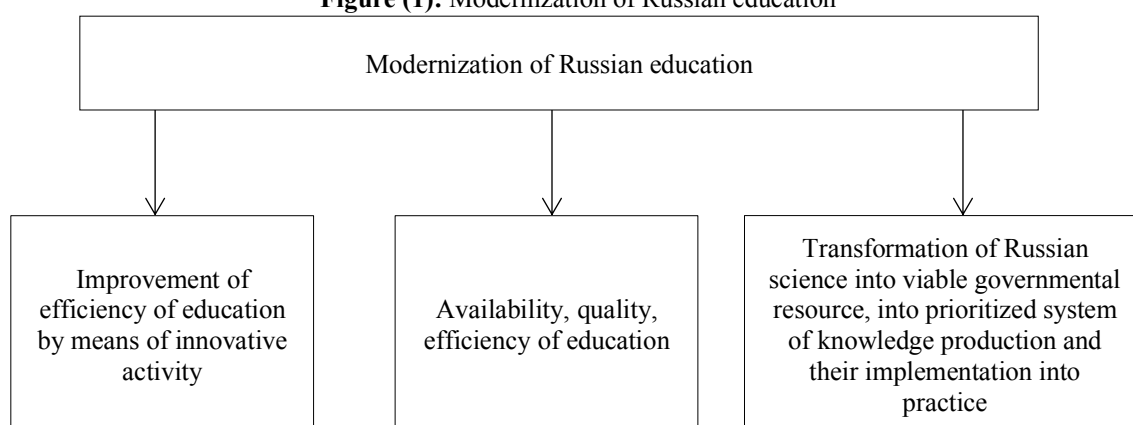 Figure (1): Modernization of Russian education
Modernization of Russian education
Improvement of
efficiency of education
by means of innovative
activity
Availability, quality,
efficiency of education
Transformation of Russian
science into viable governmental
resource, into prioritized system
of knowledge production and
their implementation into
practice